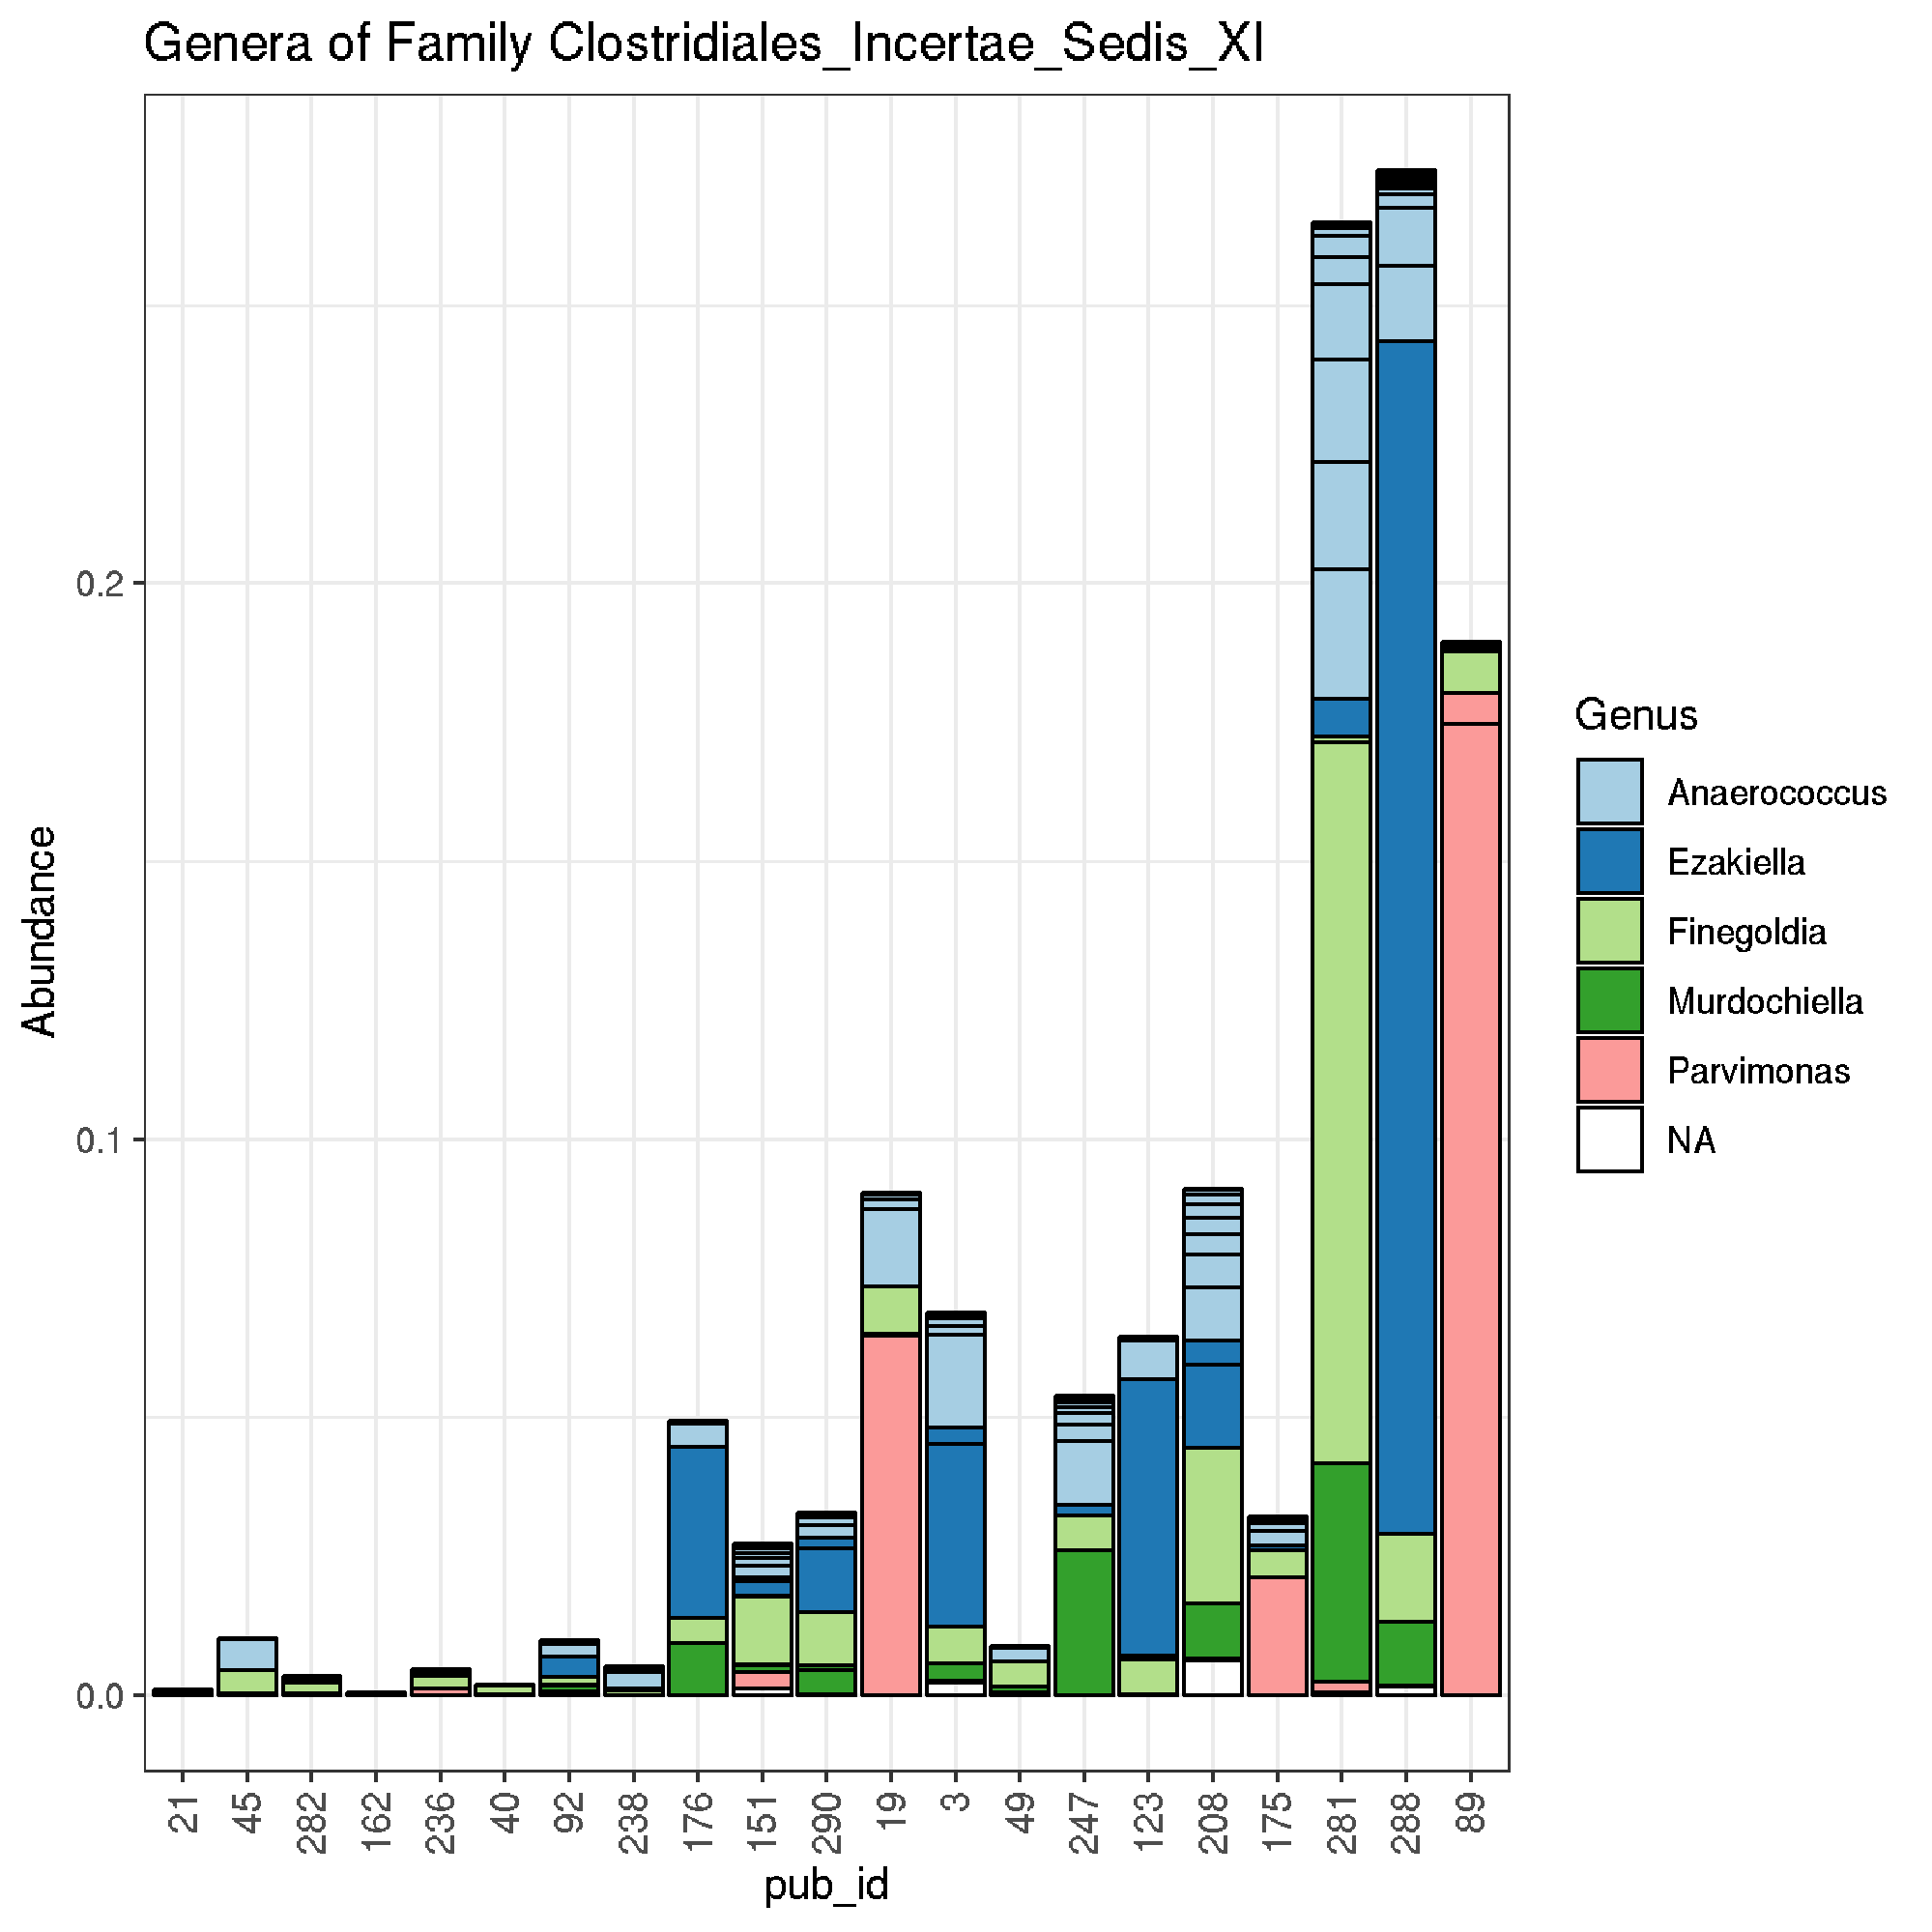 Genera of Family Clostridiales_Incertae_Sedis_XI
Abundance
0.2
0.1
0.0
21
45
282
162
236
40
92
238
176
151
290
19
3
49
247
123
208
175
281
288
89
pub_id
Genus
Anaerococcus
Ezakiella
Finegoldia
Murdochiella
Parvimonas
NA